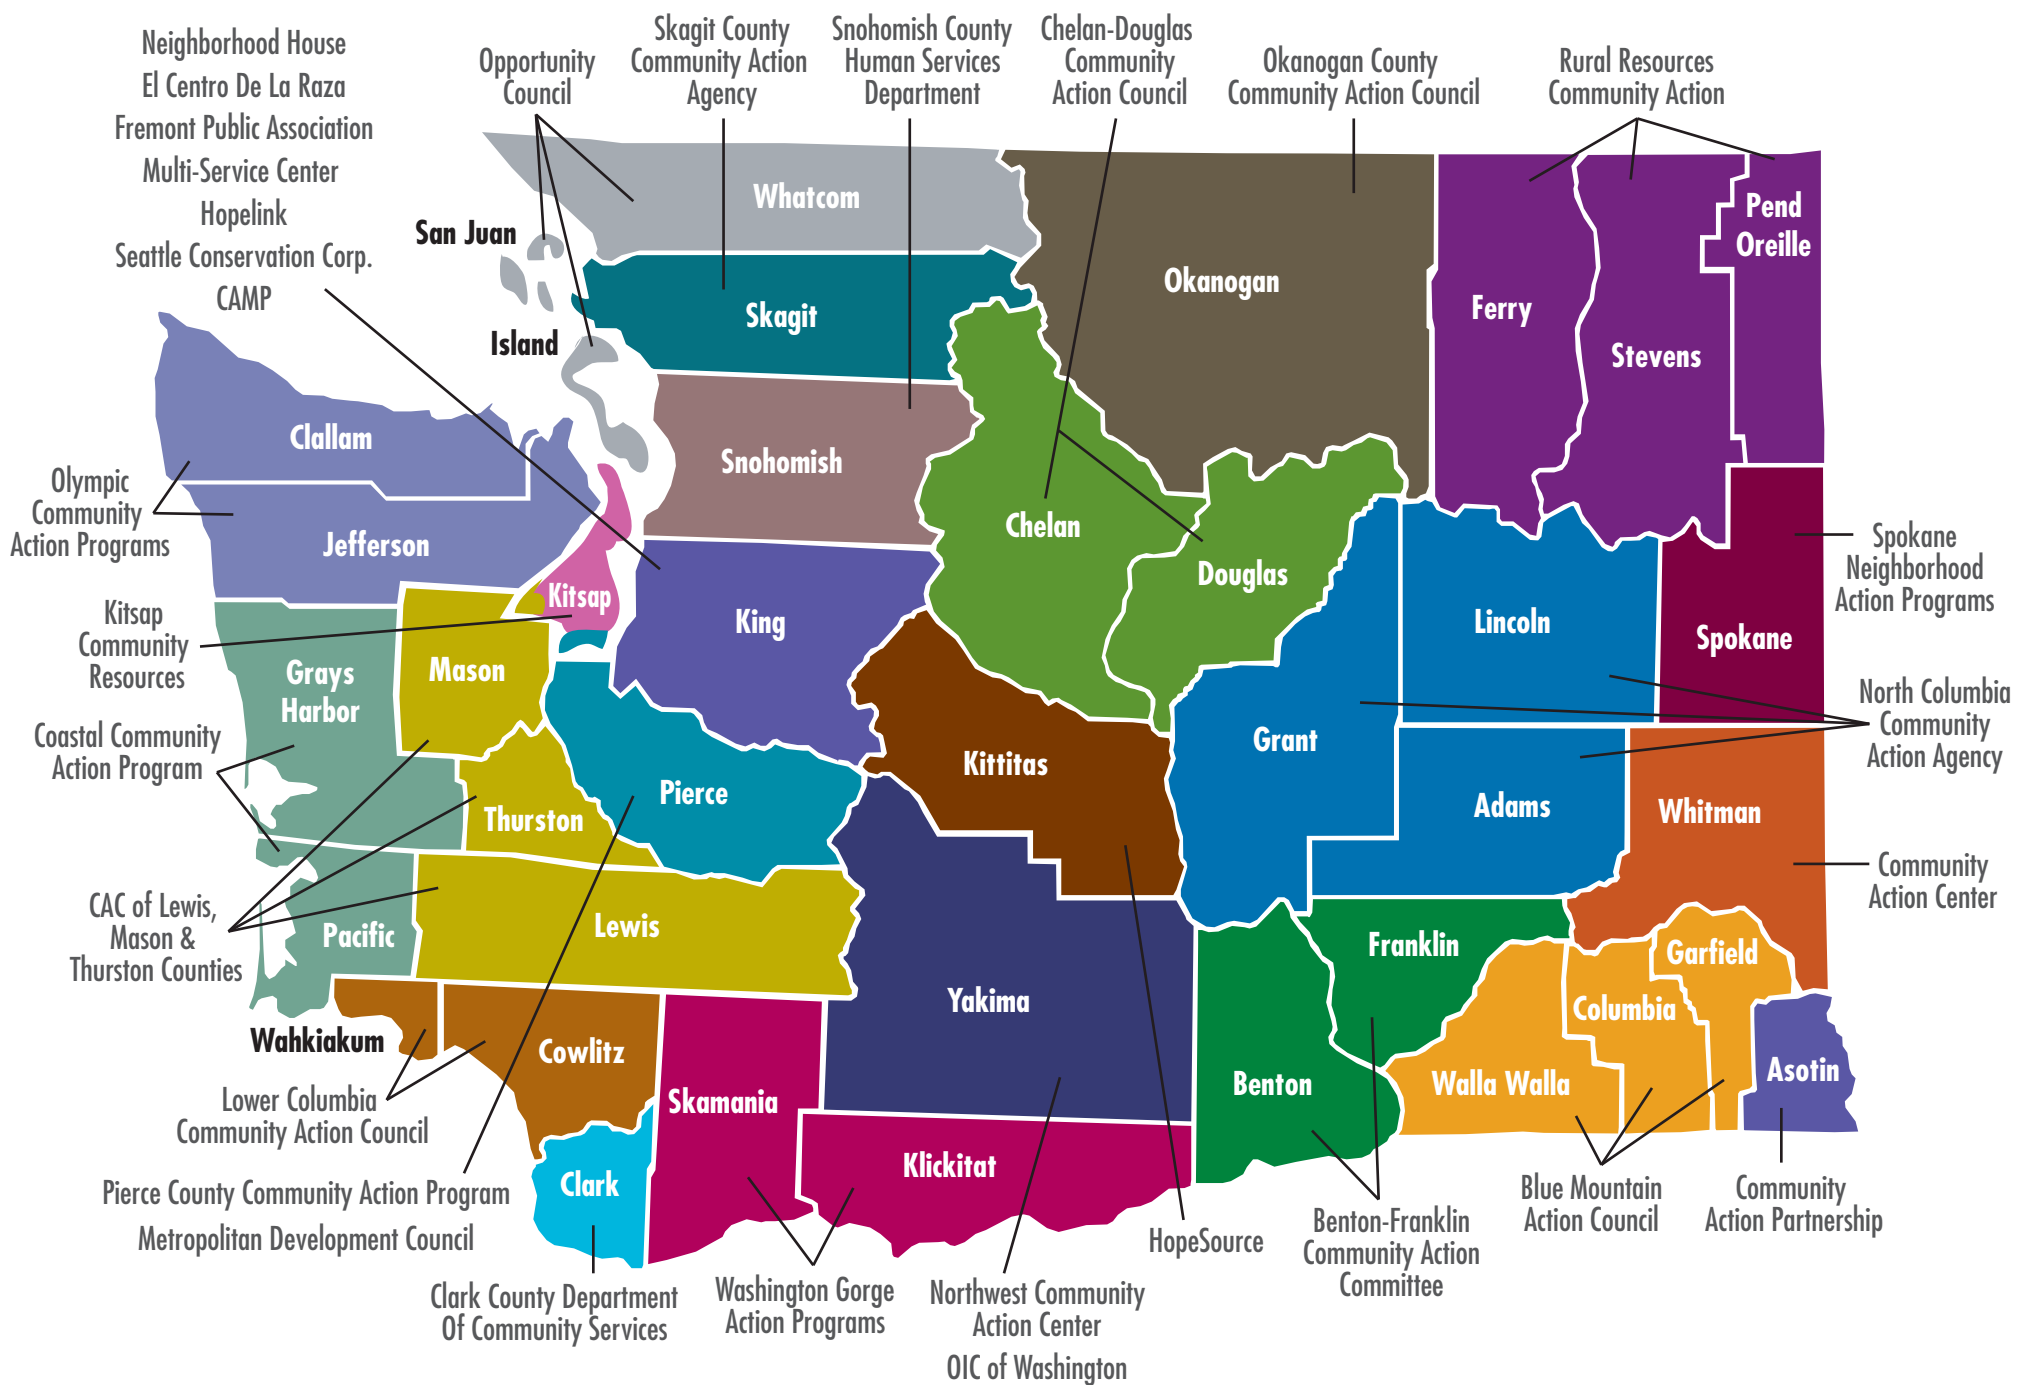 Neighborhood House
El Centro De La Raza
Fremont Public Association
Multi-Service Center
Hopelink
Seattle Conservation Corp.
CAMP
Opportunity
Council
Skagit County
Community Action
Agency
Snohomish County
Human Services
Department
Chelan-Douglas
Community
Action Council
Okanogan County
Community Action Council
Rural Resources
Community Action
Whatcom
San Juan
Skagit
Island
Okanogan
Ferry
Stevens
Pend
Oreille
Clallam
Snohomish
Chelan
Douglas
Olympic
Community
Action Programs
Jefferson
Kitsap
King
Lincoln
Spokane
Spokane
Neighborhood
Action Programs
Kitsap
Community
Resources
Grays
Harbor
Mason
Coastal Community
Action Program
Thurston
Pierce
Kittitas
Grant
Adams
Whitman
North Columbia
Community
Action Agency
Community
Action Center
CAC of Lewis,
Mason &
Thurston Counties
Pacific
Lewis
Yakima
Franklin
Garfield
Columbia
Wahkiakum
Cowlitz
Skamania
Benton
Walla Walla
Asotin
Lower Columbia
Community Action Council
Clark
Klickitat
Pierce County Community Action Program
Metropolitan Development Council
Clark County Department
Of Community Services
Washington Gorge
Action Programs
Northwest Community
Action Center
OIC of Washington
HopeSource
Benton-Franklin
Community Action
Committee
Blue Mountain
Action Council
Community
Action Partnership